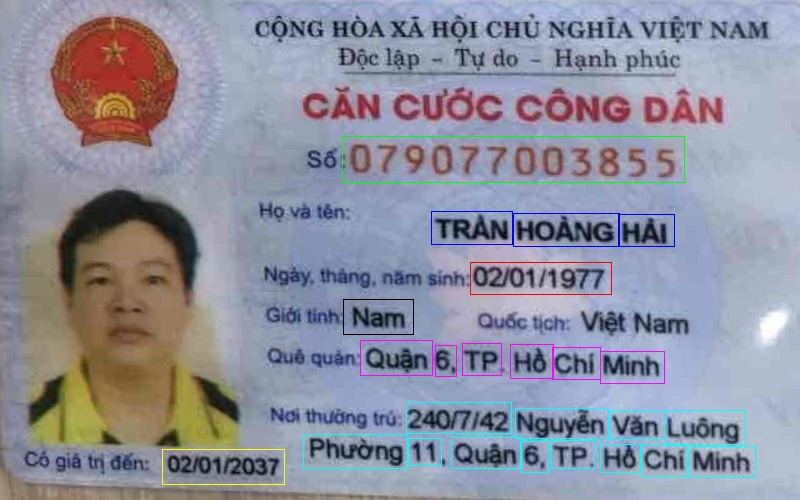 CỘNG HÒA XÃ HỘI CHỦ NGHĨA VIỆT NAM
Độc lập - Tự do - Hạnh phúc
CĂN CƯỚC CÔNG DÂN
Số: 079077003855
Họ và tên:
TRẦN HOÀNG HẢI
Ngày, tháng, năm sinh: 02/01/1977
Giới tính: Nam Quốc tịch: Việt Nam
Quê quán: Quận 6, TP. Hồ Chí Minh
Nơi thường trú: 240/7/42 Nguyễn Văn Luông
Phường 11, Quận 6, TP. Hồ Chí Minh
Có giá trị đến: 02/01/2037